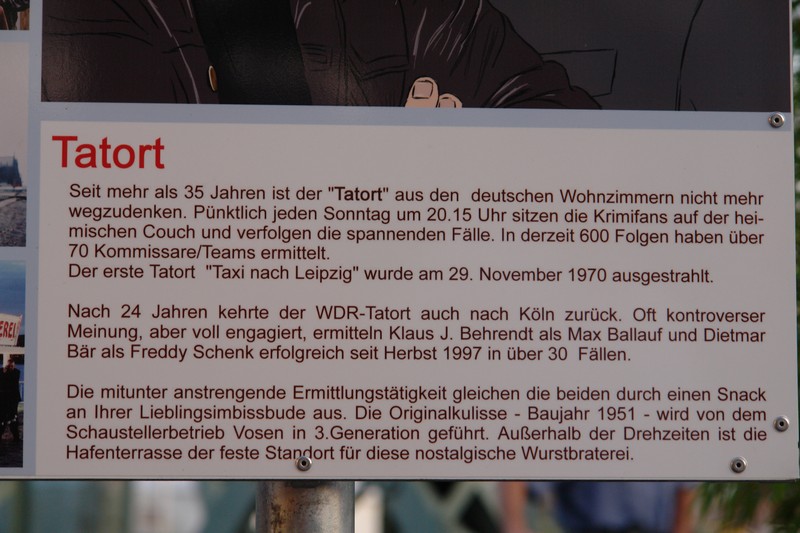 Tatort
Seit mehr als 35 Jahren ist der "Tatort" aus den deutschen Wohnzimmern nicht mehr
wegzudenken. Pünktlich jeden Sonntag um 20.15 Uhr sitzen die Krimifans auf der hei-
mischen Couch und verfolgen die spannenden Fälle. In derzeit 600 Folgen haben über
70 Kommissare/Teams ermittelt.
Der erste Tatort "Taxi nach Leipzig" wurde am 29. November 1970 ausgestrahlt.
Nach 24 Jahren kehrte der WDR-Tatort auch nach Köln zurück. Oft kontroverser
Meinung, aber voll engagiert, ermitteln Klaus J. Behrendt als Max Ballauf und Dietmar
Bär als Freddy Schenk erfolgreich seit Herbst 1997 in über 30 Fällen.
Die mitunter anstrengende Ermittlungstätigkeit gleichen die beiden durch einen Snack
an Ihrer Lieblingsimbissbude aus. Die Originalkulisse - Baujahr 1951 - wird von dem
Schaustellerbetrieb Vosen in 3.Generation geführt. Außerhalb der Drehzeiten ist die
Hafenterrasse der feste Standort für diese nostalgische Wurstbraterei.